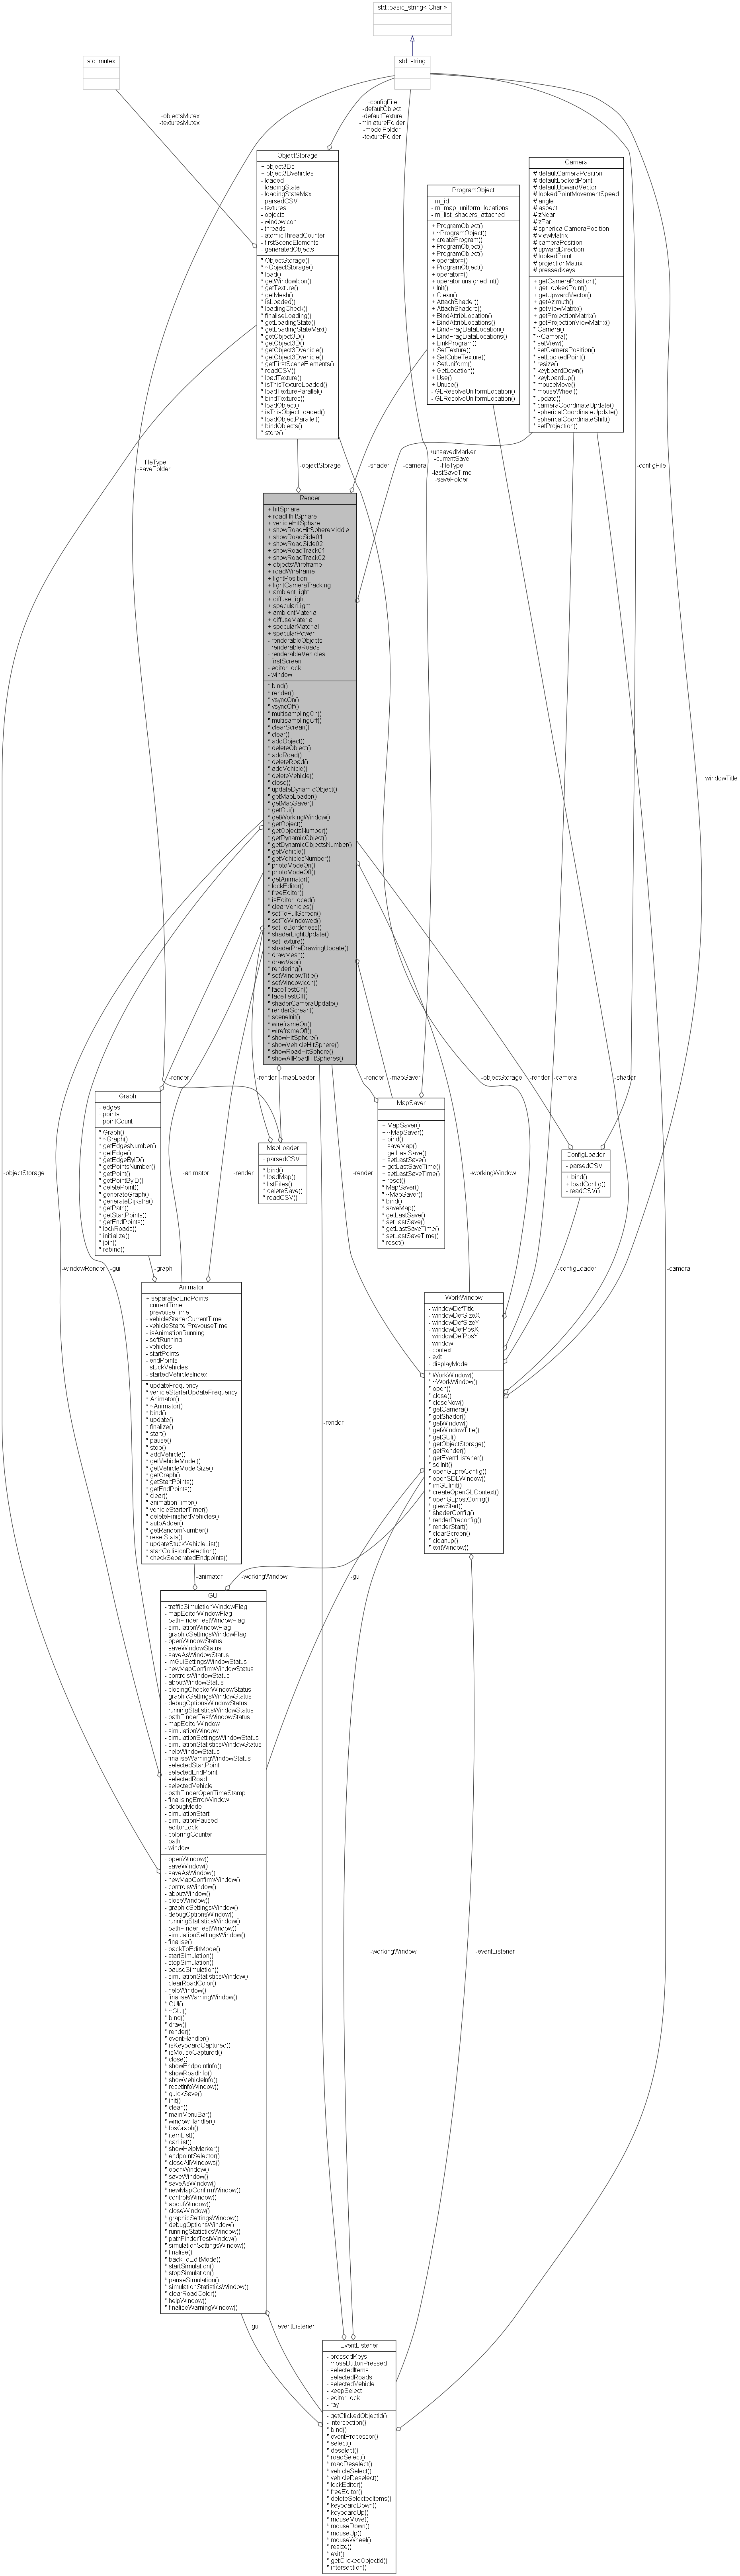 std::basic_string< Char >
std::mutex
std::string
-objectsMutex
-texturesMutex
-configFile
-defaultObject
-defaultTexture
-miniatureFolder
-modelFolder
-textureFolder
ObjectStorage
+ object3Ds
+ object3Dvehicles
- loaded
- loadingState
- loadingStateMax
- parsedCSV
- textures
- objects
- windowIcon
- threads
- atomicThreadCounter
- firstSceneElements
- generatedObjects
* ObjectStorage()
* ~ObjectStorage()
* load()
* getWindowIcon()
* getTexture()
* getMesh()
* isLoaded()
* loadingCheck()
* finaliseLoading()
* getLoadingState()
* getLoadingStateMax()
* getObject3D()
* getObject3D()
* getObject3Dvehicle()
* getObject3Dvehicle()
* getFirstSceneElements()
* readCSV()
* loadTexture()
* isThisTextureLoaded()
* loadTextureParallel()
* bindTextures()
* loadObject()
* isThisObjectLoaded()
* loadObjectParallel()
* bindObjects()
* store()
ProgramObject
- m_id
- m_map_uniform_locations
- m_list_shaders_attached
+ ProgramObject()
+ ~ProgramObject()
+ createProgram()
+ ProgramObject()
+ ProgramObject()
+ operator=()
+ ProgramObject()
+ operator=()
+ operator unsigned int()
+ Init()
+ Clean()
+ AttachShader()
+ AttachShaders()
+ BindAttribLocation()
+ BindAttribLocations()
+ BindFragDataLocation()
+ BindFragDataLocations()
+ LinkProgram()
+ SetTexture()
+ SetCubeTexture()
+ SetUniform()
+ GetLocation()
+ Use()
+ Unuse()
- GLResolveUniformLocation()
- GLResolveUniformLocation()
Camera
# defaultCameraPosition
# defaultLookedPoint
# defaultUpwardVector
# lookedPointMovementSpeed
# angle
# aspect
# zNear
# zFar
# sphericalCameraPosition
# viewMatrix
# cameraPosition
# upwardDirection
# lookedPoint
# projectionMatrix
# pressedKeys
+ getCameraPosition()
+ getLookedPoint()
+ getUpwardVector()
+ getAzimuth()
+ getViewMatrix()
+ getProjectionMatrix()
+ getProjectionViewMatrix()
* Camera()
* ~Camera()
* setView()
* setCameraPosition()
* setLookedPoint()
* resize()
* keyboardDown()
* keyboardUp()
* mouseMove()
* mouseWheel()
* update()
* cameraCoordinateUpdate()
* sphericalCoordinateUpdate()
* sphericalCoordinateShift()
* setProjection()
-fileType
-saveFolder
-objectStorage
-shader
-camera
+unsavedMarker
-currentSave
-fileType
-lastSaveTime
-saveFolder
-configFile
Render
+ hitSphare
+ roadHhitSphare
+ vehicleHitSphare
+ showRoadHitSphereMiddle
+ showRoadSide01
+ showRoadSide02
+ showRoadTrack01
+ showRoadTrack02
+ objectsWireframe
+ roadWireframe
+ lightPosition
+ lightCameraTracking
+ ambientLight
+ diffuseLight
+ specularLight
+ ambientMaterial
+ diffuseMaterial
+ specularMaterial
+ specularPower
- renderableObjects
- renderableRoads
- renderableVehicles
- firstScreen
- editorLock
- window
* bind()
* render()
* vsyncOn()
* vsyncOff()
* multisamplingOn()
* multisamplingOff()
* clearScrean()
* clear()
* addObject()
* deleteObject()
* addRoad()
* deleteRoad()
* addVehicle()
* deleteVehicle()
* close()
* updateDynamicObject()
* getMapLoader()
* getMapSaver()
* getGui()
* getWorkingWindow()
* getObject()
* getObjectsNumber()
* getDynamicObject()
* getDynamicObjectsNumber()
* getVehicle()
* getVehiclesNumber()
* photoModeOn()
* photoModeOff()
* getAnimator()
* lockEditor()
* freeEditor()
* isEditorLoced()
* clearVehicles()
* setToFullScreen()
* setToWindowed()
* setToBorderless()
* shaderLightUpdate()
* setTexture()
* shaderPreDrawingUpdate()
* drawMesh()
* drawVao()
* rendering()
* setWindowTitle()
* setWindowIcon()
* faceTestOn()
* faceTestOff()
* shaderCameraUpdate()
* renderScrean()
* sceneInit()
* wireframeOn()
* wireframeOff()
* showHitSphere()
* showVehicleHitSphere()
* showRoadHitSphere()
* showAllRoadHitSpheres()
-windowTitle
-render
-render
-mapLoader
-render
-mapSaver
-objectStorage
-render
-camera
-shader
Graph
- edges
- points
- pointCount
* Graph()
* ~Graph()
* getEdgesNumber()
* getEdge()
* getEdgeByID()
* getPointsNumber()
* getPoint()
* getPointByID()
* deletePoint()
* generateGraph()
* generateDijkstra()
* getPath()
* getStartPoints()
* getEndPoints()
* lockRoads()
* initialize()
* join()
* rebind()
MapLoader
- parsedCSV
* bind()
* loadMap()
* listFiles()
* deleteSave()
* readCSV()
MapSaver
+ MapSaver()
+ ~MapSaver()
+ bind()
+ saveMap()
+ getLastSave()
+ setLastSave()
+ getLastSaveTime()
+ setLastSaveTime()
+ reset()
* MapSaver()
* ~MapSaver()
* bind()
* saveMap()
* getLastSave()
* setLastSave()
* getLastSaveTime()
* setLastSaveTime()
* reset()
ConfigLoader
- parsedCSV
+ bind()
+ loadConfig()
- readCSV()
-objectStorage
-animator
-render
-render
-workingWindow
-windowRender
-gui
-graph
-configLoader
-camera
Animator
+ separatedEndPoints
- currentTime
- prevouseTime
- vehicleStarterCurrentTime
- vehicleStarterPrevouseTime
- isAnimationRunning
- softRunning
- vehicles
- startPoints
- endPoints
- stuckVehicles
- startedVehiclesIndex
* updateFrequency
* vehicleStarterUpdateFrequency
* Animator()
* ~Animator()
* bind()
* update()
* finalize()
* start()
* pause()
* stop()
* addVehicle()
* getVehicleModel()
* getVehicleModelSize()
* getGraph()
* getStartPoints()
* getEndPoints()
* clear()
* animationTimer()
* vehicleStarterTimer()
* deleteFinishedVehicles()
* autoAdder()
* getRandomNumber()
* resetStats()
* updateStuckVehicleList()
* startCollisionDetection()
* checkSeparatedEndpoints()
WorkWindow
- windowDefTitle
- windowDefSizeX
- windowDefSizeY
- windowDefPosX
- windowDefPosY
- window
- context
- exit
- displayMode
* WorkWindow()
* ~WorkWindow()
* open()
* close()
* closeNow()
* getCamera()
* getShader()
* getWindow()
* getWindowTitle()
* getGUI()
* getObjectStorage()
* getRender()
* getEventListener()
* sdlInit()
* openGLpreConfig()
* openSDLWindow()
* imGUIinit()
* createOpenGLContext()
* openGLpostConfig()
* glewStart()
* shaderConfig()
* renderPreconfig()
* renderStart()
* clearScreen()
* cleanup()
* exitWindow()
-render
-animator
-workingWindow
-gui
GUI
- trafficSimulationWindowFlag
- mapEditorWindowFlag
- pathFinderTestWindowFlag
- simulationWindowFlag
- graphicSettingsWindowFlag
- openWindowStatus
- saveWindowStatus
- saveAsWindowStatus
- ImGuiSettingsWindowStatus
- newMapConfirmWindowStatus
- controlsWindowStatus
- aboutWindowStatus
- closingCheckerWindowStatus
- graphicSettingsWindowStatus
- debugOptionsWindowStatus
- runningStatisticsWindowStatus
- pathFinderTestWindowStatus
- mapEditorWindow
- simulationWindow
- simulationSettingsWindowStatus
- simulationStatisticsWindowStatus
- helpWindowStatus
- finaliseWarningWindowStatus
- selectedStartPoint
- selectedEndPoint
- selectedRoad
- selectedVehicle
- pathFinderOpenTimeStamp
- finalisingErrorWindow
- debugMode
- simulationStart
- simulationPaused
- editorLock
- coloringCounter
- path
- window
- openWindow()
- saveWindow()
- saveAsWindow()
- newMapConfirmWindow()
- controlsWindow()
- aboutWindow()
- closeWindow()
- graphicSettingsWindow()
- debugOptionsWindow()
- runningStatisticsWindow()
- pathFinderTestWindow()
- simulationSettingsWindow()
- finalise()
- backToEditMode()
- startSimulation()
- stopSimulation()
- pauseSimulation()
- simulationStatisticsWindow()
- clearRoadColor()
- helpWindow()
- finaliseWarningWindow()
* GUI()
* ~GUI()
* bind()
* draw()
* render()
* eventHandler()
* isKeyboardCaptured()
* isMouseCaptured()
* close()
* showEndpointInfo()
* showRoadInfo()
* showVehicleInfo()
* resetInfoWindow()
* quickSave()
* init()
* clean()
* mainMenuBar()
* windowHandler()
* fpsGraph()
* itemList()
* carList()
* showHelpMarker()
* endpointSelector()
* closeAllWindows()
* openWindow()
* saveWindow()
* saveAsWindow()
* newMapConfirmWindow()
* controlsWindow()
* aboutWindow()
* closeWindow()
* graphicSettingsWindow()
* debugOptionsWindow()
* runningStatisticsWindow()
* pathFinderTestWindow()
* simulationSettingsWindow()
* finalise()
* backToEditMode()
* startSimulation()
* stopSimulation()
* pauseSimulation()
* simulationStatisticsWindow()
* clearRoadColor()
* helpWindow()
* finaliseWarningWindow()
-workingWindow
-eventListener
-gui
-eventListener
EventListener
- pressedKeys
- moseButtonPressed
- selectedItems
- selectedRoads
- selectedVehicle
- keepSelect
- editorLock
- ray
- getClickedObjectId()
- intersection()
* bind()
* eventProcessor()
* select()
* deselect()
* roadSelect()
* roadDeselect()
* vehicleSelect()
* vehicleDeselect()
* lockEditor()
* freeEditor()
* deleteSelectedItems()
* keyboardDown()
* keyboardUp()
* mouseMove()
* mouseDown()
* mouseUp()
* mouseWheel()
* resize()
* exit()
* getClickedObjectId()
* intersection()